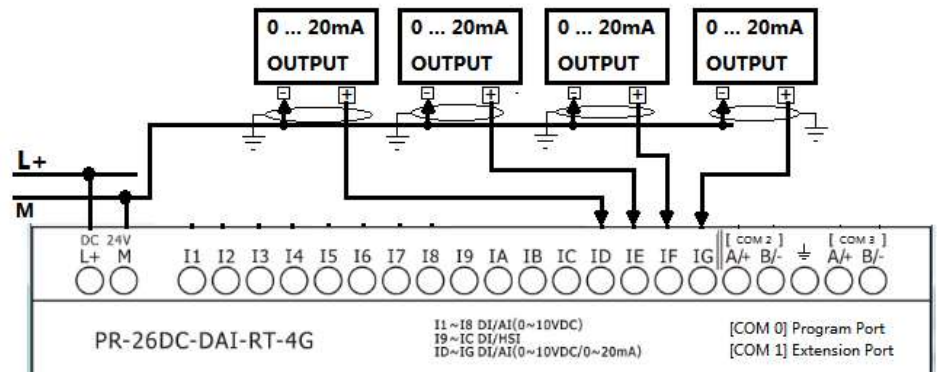 0 ... 20mA
OUTPUT
0 ... 20mA
OUTPUT
0 ... 20mA
OUTPUT
0 ... 20mA
OUTPUT
- +
- +
- +
- +
L+
M
DC 24V
L+ M I1 I2 I3 I4 I5 I6 I7 I8 I9 IA IB IC ID IE IF IG
[ COM 2 ]
A/+ B/-
[ COM 3 ]
A/+ B/-
PR-26DC-DAI-RT-4G
I1~I8 DI/AI(0~10VDC)
I9~IC DI/HSI
ID~IG DI/AI(0~10VDC/0~20mA)
[COM 0] Program Port
[COM 1] Extension Port